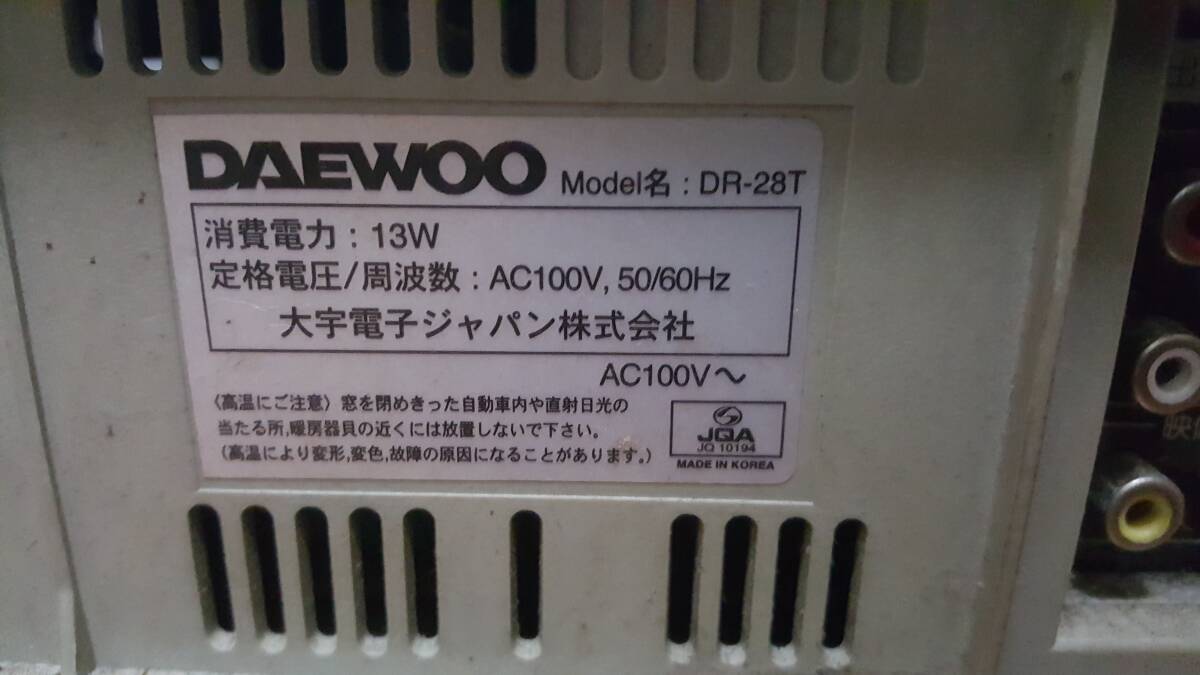 DAEWOO Model名 : DR-28T
消費電力 : 13W
定格電圧/周波数 : AC100V, 50/60Hz
大宇電子ジャパン株式会社
AC100V～
〈高温にご注意〉窓を閉めきった自動車内や直射日光の
当たる所,暖房器具の近くには放置しないで下さい。
(高温により変形,変色,故障の原因になることがあります。)
JQA
JQ 10194
MADE IN KOREA